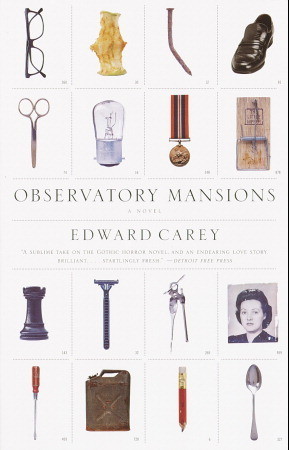 OBSERVATORY MANSIONS
A NOVEL
EDWARD CAREY
"A SUBLIME TAKE ON THE GOTHIC HORROR NOVEL, AND AN ENDEARING LOVE STORY.
BRILLIANT. . . . STARTLINGLY FRESH." —DETROIT FREE PRESS